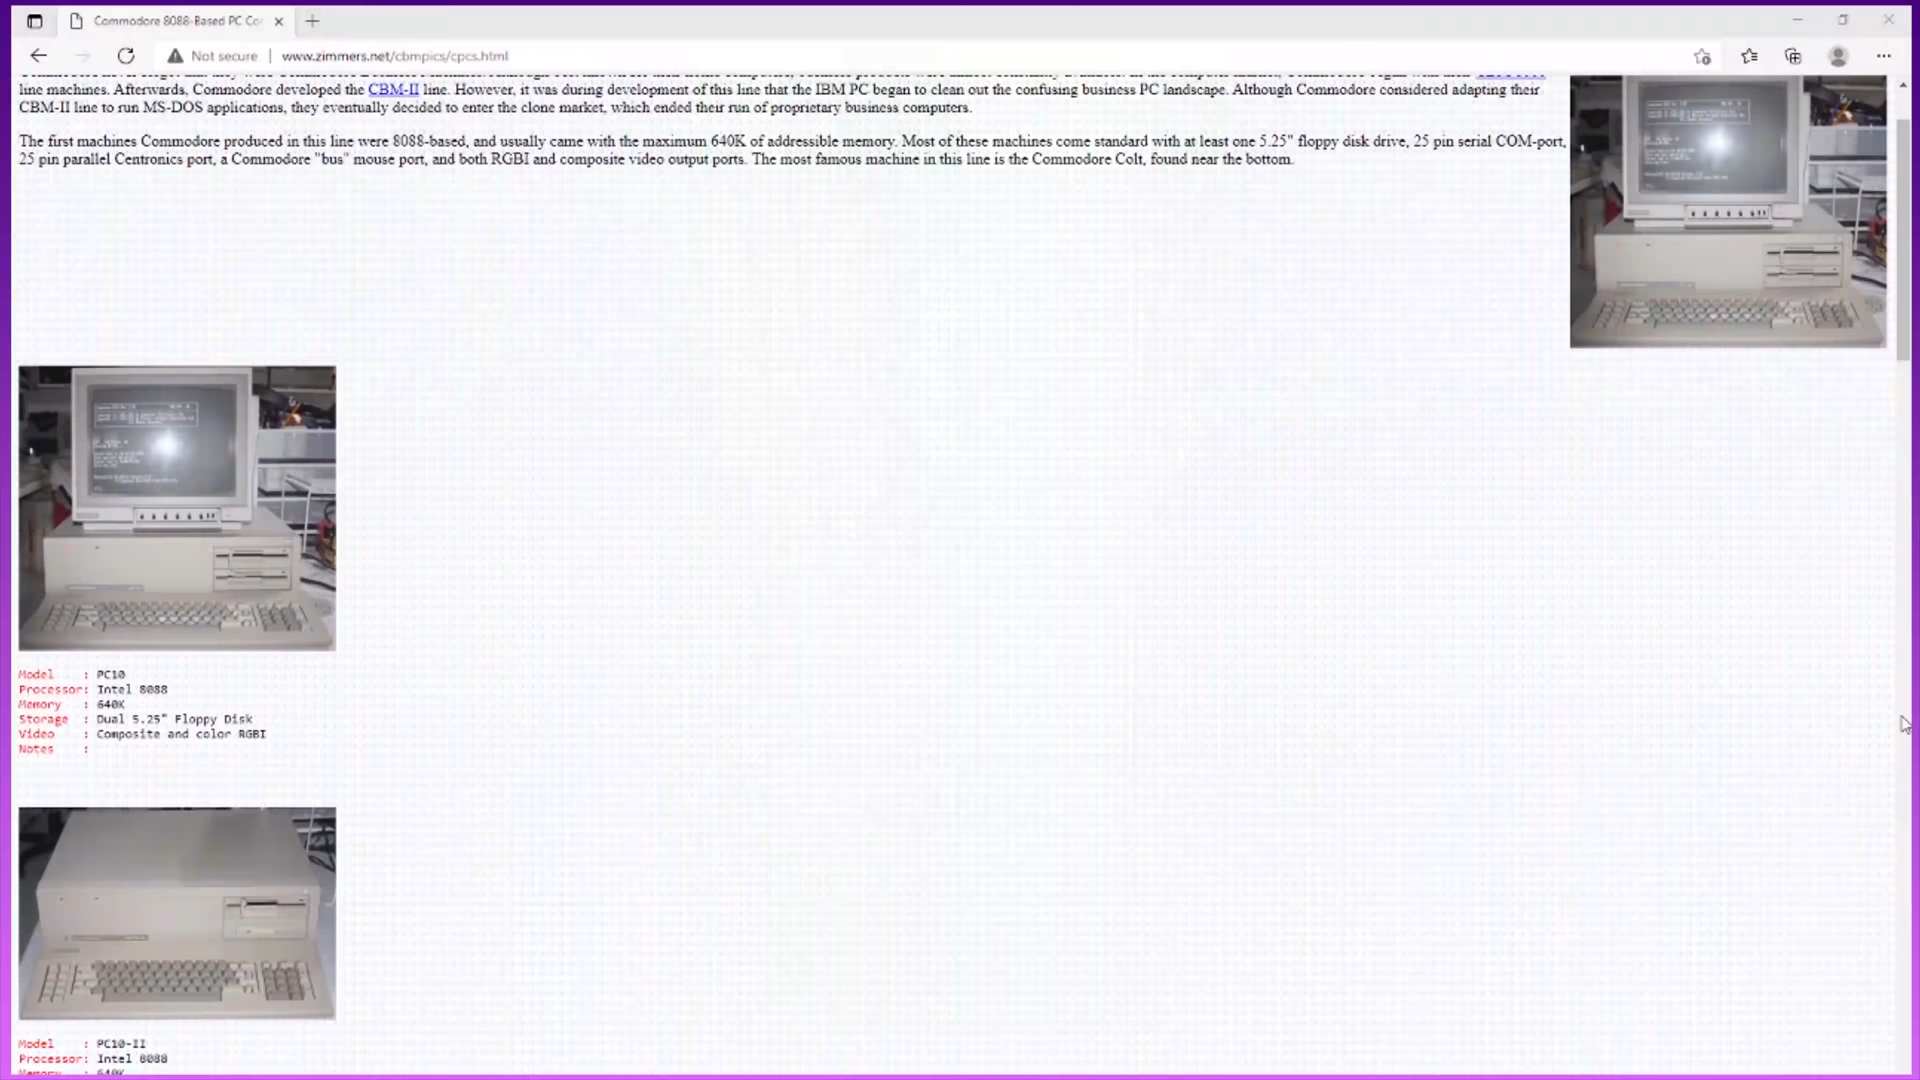 Commodore 8088-Based PC Co
Not secure
www.zimmers.net/cbmpics/cpcs.html
line machines. Afterwards, Commodore developed the CBM-II line. However, it was during development of this line that the IBM PC began to clean out the confusing business PC landscape. Although Commodore considered adapting their
CBM-II line to run MS-DOS applications, they eventually decided to enter the clone market, which ended their run of proprietary business computers.
The first machines Commodore produced in this line were 8088-based, and usually came with the maximum 640K of addressible memory. Most of these machines come standard with at least one 5.25" floppy disk drive, 25 pin serial COM-port,
25 pin parallel Centronics port, a Commodore "bus" mouse port, and both RGBI and composite video output ports. The most famous machine in this line is the Commodore Colt, found near the bottom.
Model : PC10
Processor: Intel 8088
Memory : 640K
Storage : Dual 5.25" Floppy Disk
Video : Composite and color RGBI
Notes :
Model : PC10-II
Processor: Intel 8088
Memory : 640K